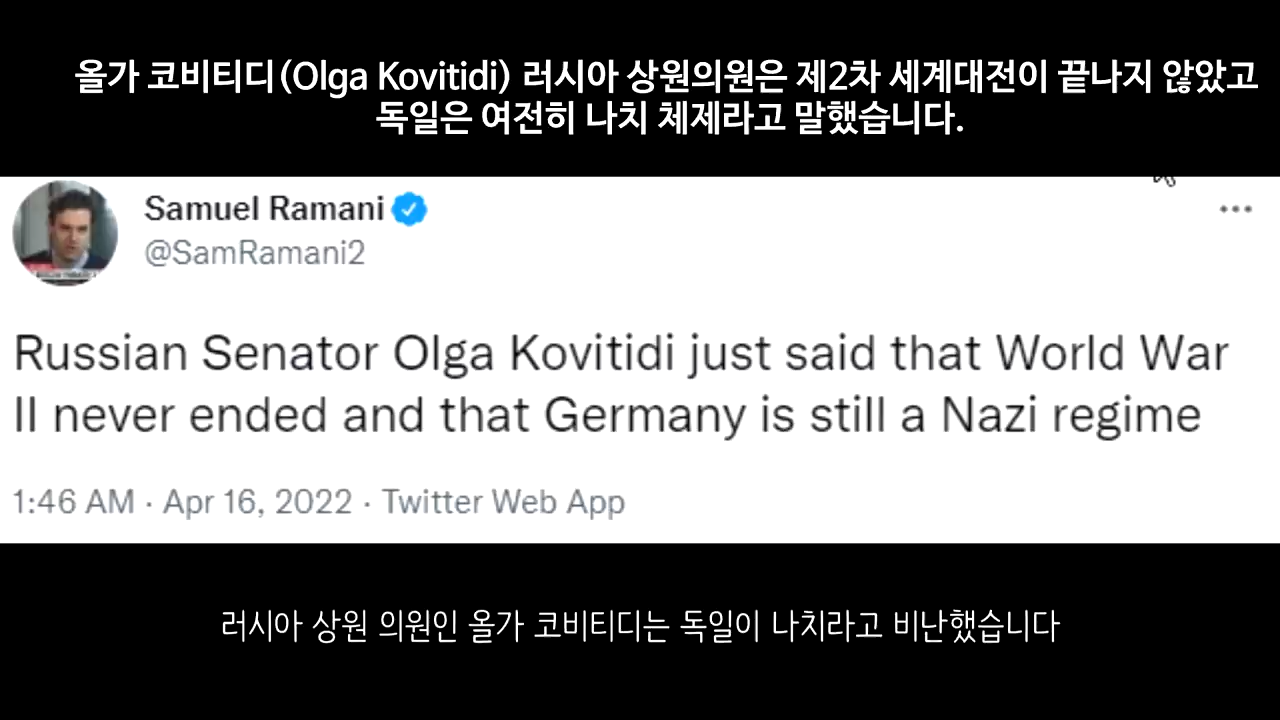 올가 코비티디(Olga Kovitidi) 러시아 상원의원은 제2차 세계대전이 끝나지 않았고
독일은 여전히 나치 체제라고 말했습니다.
Samuel Ramani
@SamRamani2
Russian Senator Olga Kovitidi just said that World War
II never ended and that Germany is still a Nazi regime
1:46 AM · Apr 16, 2022 · Twitter Web App
러시아 상원 의원인 올가 코비티디는 독일이 나치라고 비난했습니다